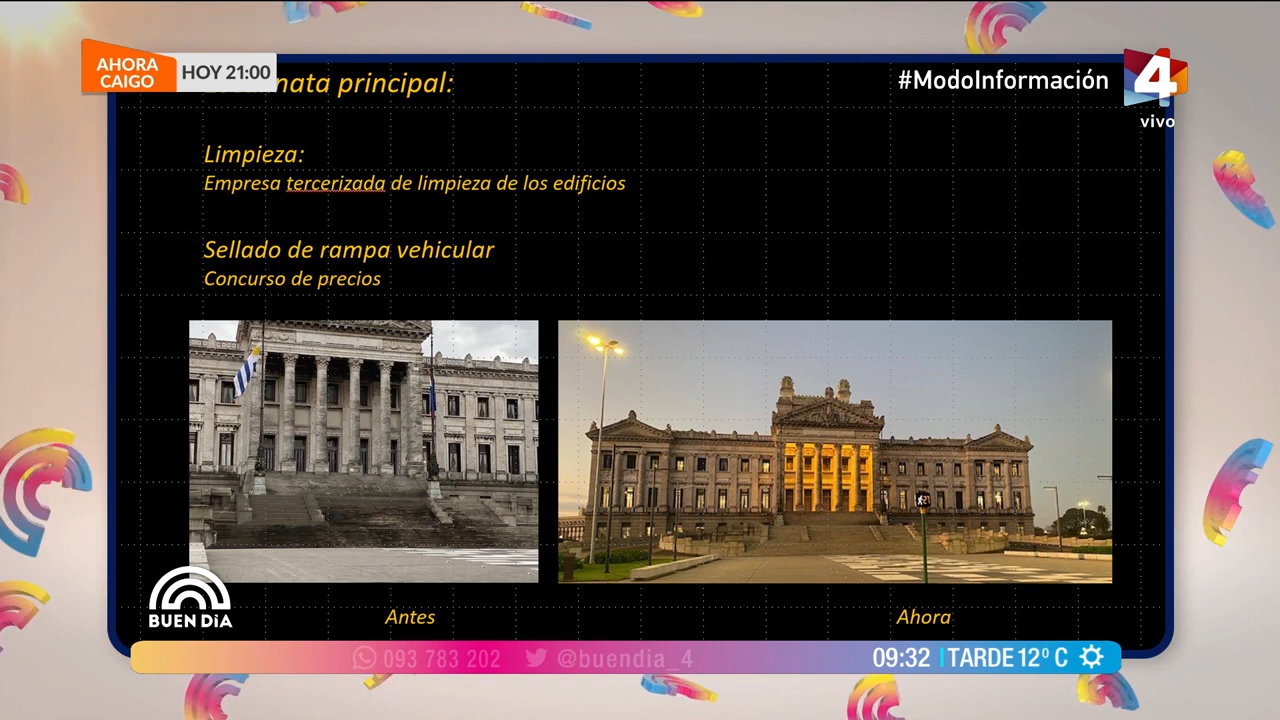 AHORA
CAIGO
HOY 21:00
principal:
#ModoInformación
4
vivo
Limpieza:
Empresa tercerizada de limpieza de los edificios
Sellado de rampa vehicular
Concurso de precios
Antes
Ahora
BUEN DíA
093 783 202
@buendia_4
09:32
TARDE 12º C